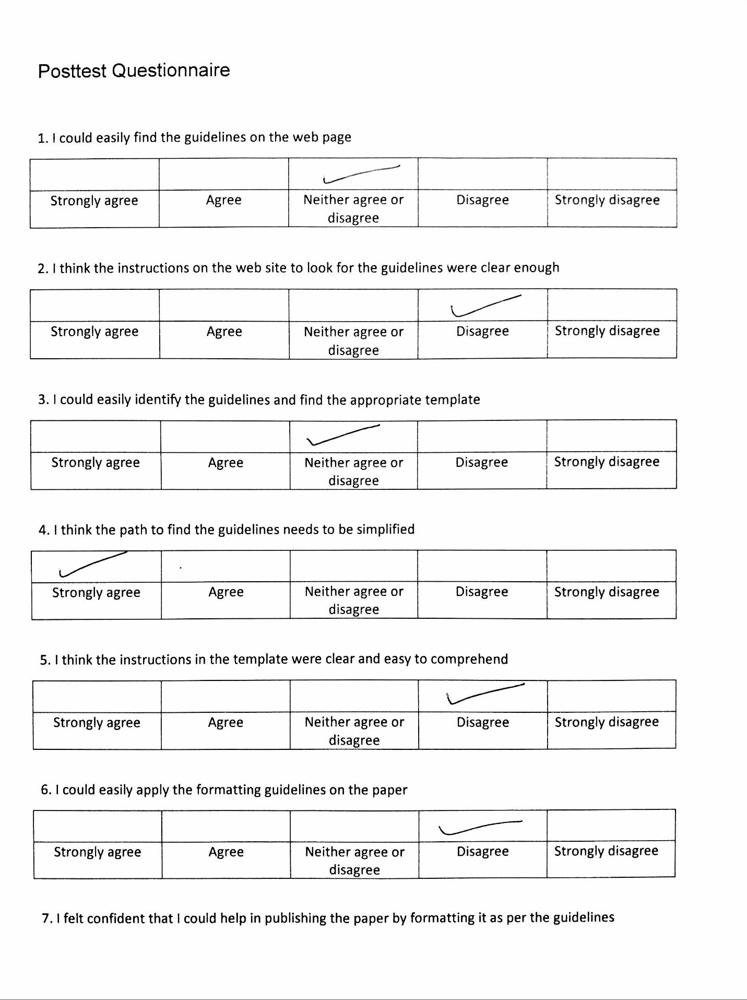 Posttest Questionnaire
1. I could easily find the guidelines on the web page
Strongly agree Agree Neither agree or Disagree Strongly disagree
disagree
2. I think the instructions on the web site to look for the guidelines were clear enough
Strongly agree Agree Neither agree or Disagree Strongly disagree
disagree
3. I could easily identify the guidelines and find the appropriate template
Strongly agree Agree Neither agree or Disagree Strongly disagree
disagree
4. I think the path to find the guidelines needs to be simplified
Strongly agree Agree Neither agree or Disagree Strongly disagree
disagree
5. I think the instructions in the template were clear and easy to comprehend
Strongly agree Agree Neither agree or Disagree Strongly disagree
disagree
6. I could easily apply the formatting guidelines on the paper
Strongly agree Agree Neither agree or Disagree Strongly disagree
disagree
7. I felt confident that I could help in publishing the paper by formatting it as per the guidelines